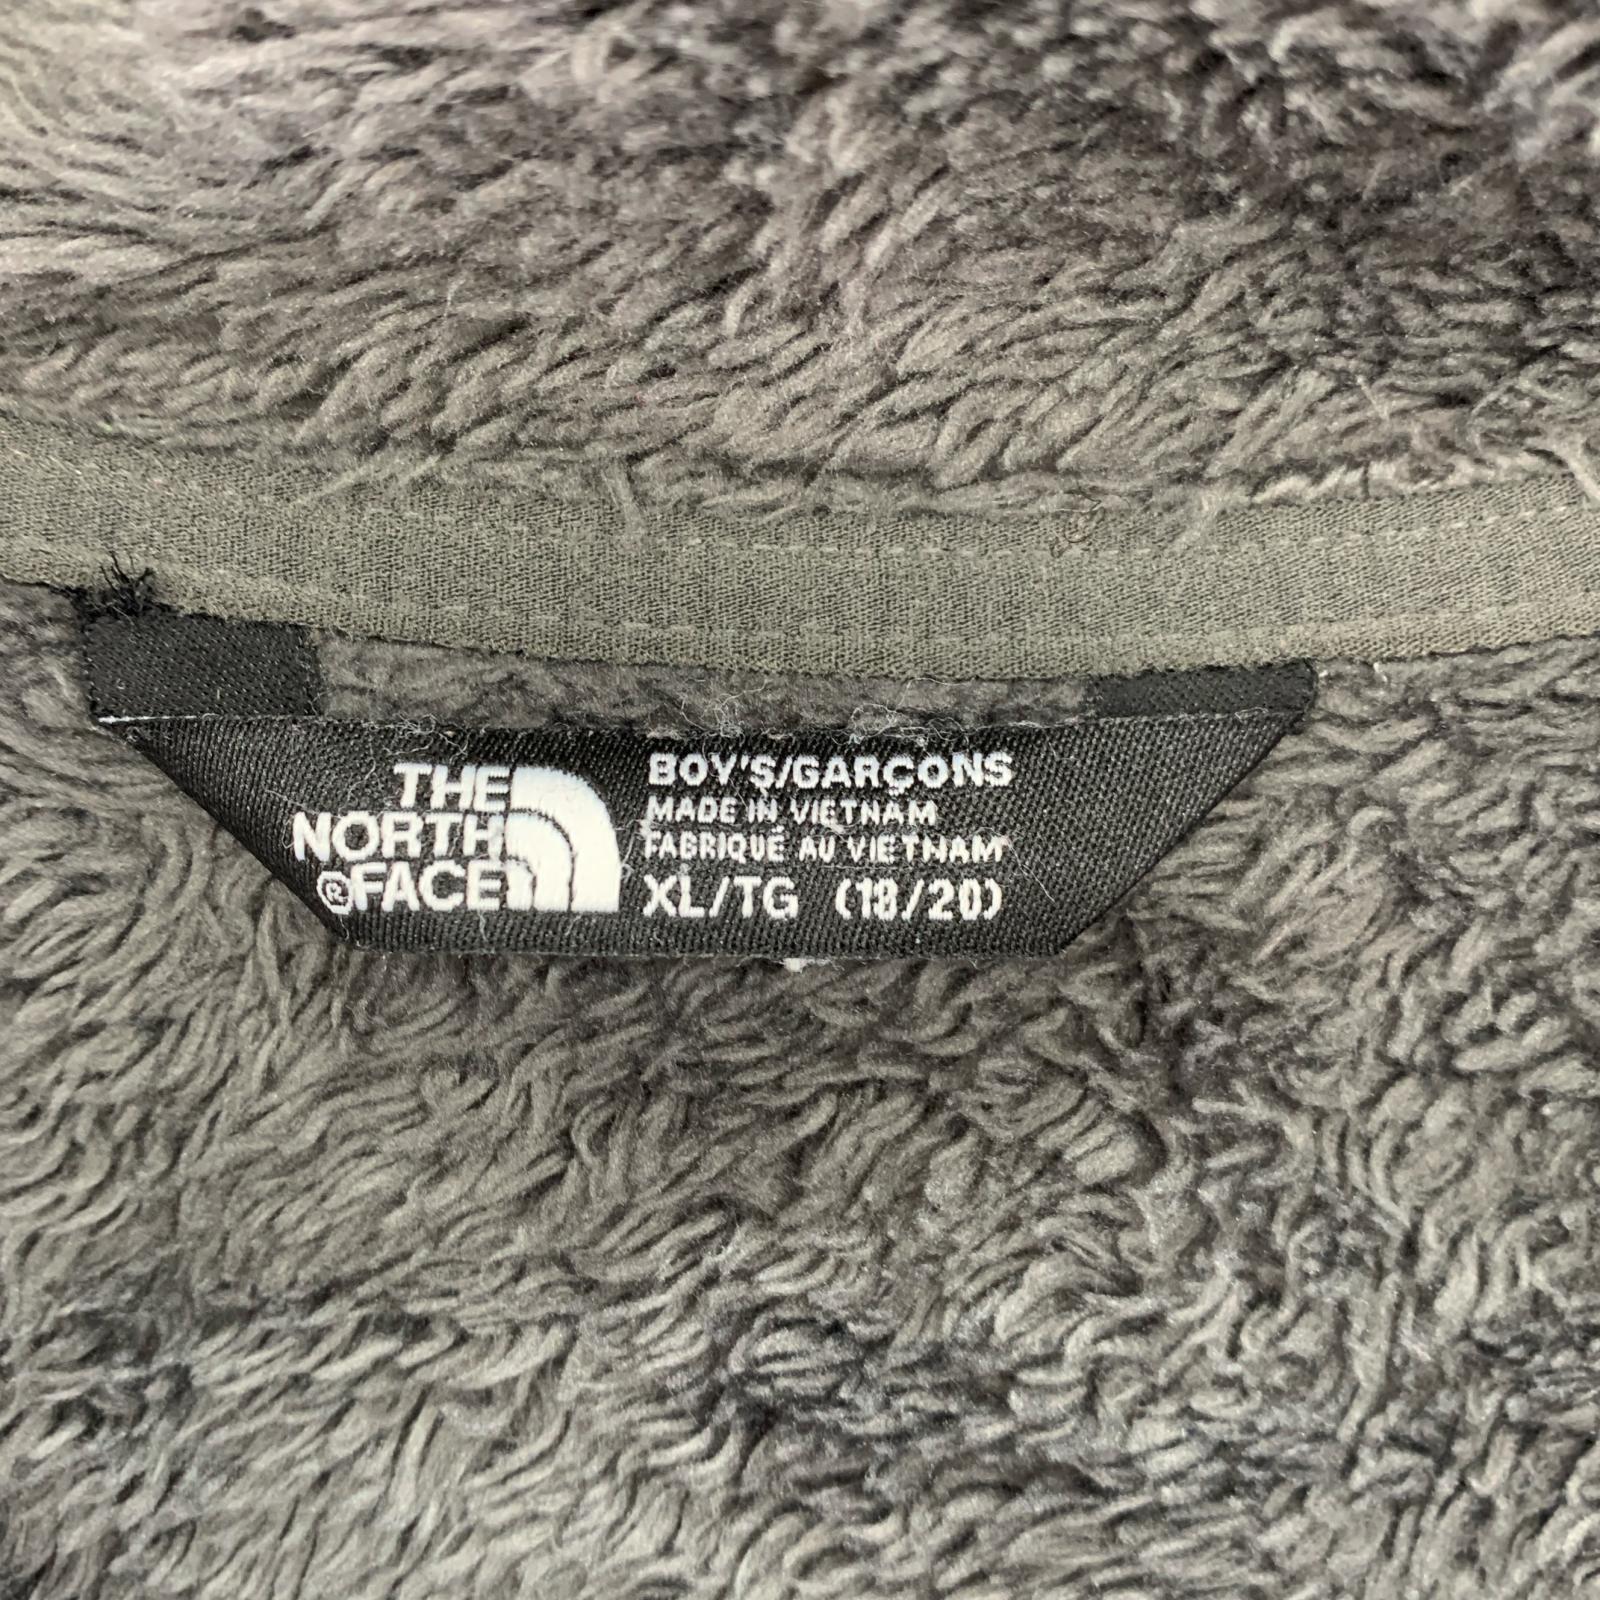 THE
NORTH
®FACE
BOY'S/GARÇONS
MADE IN VIETNAM
FABRIQUÉ AU VIETNAM
XL/TG (18/20)